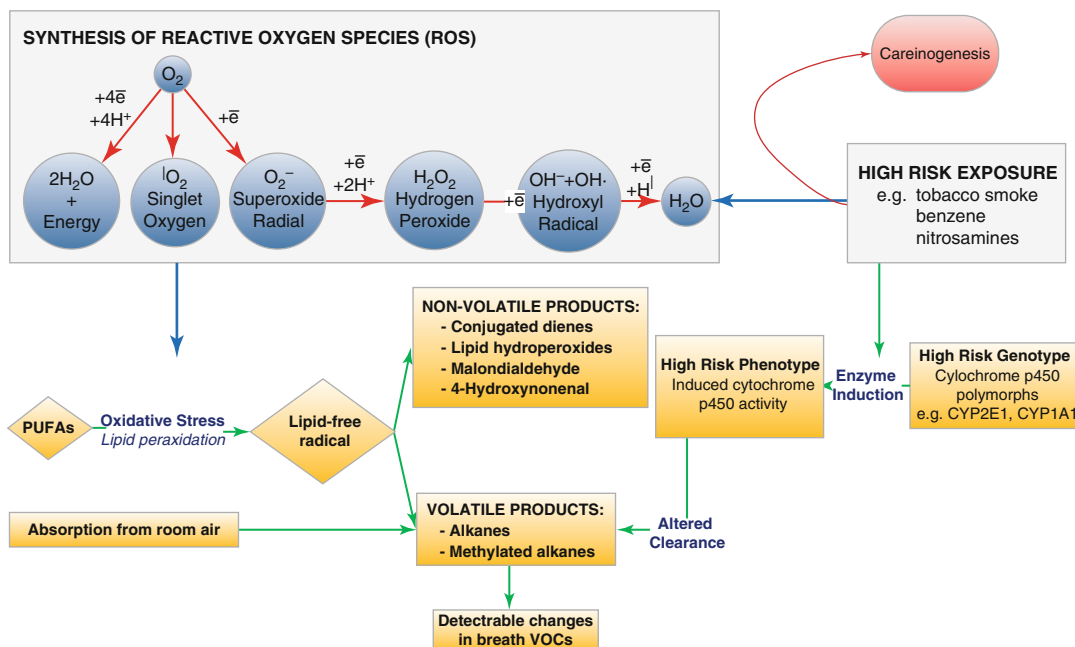 SYNTHESIS OF REACTIVE OXYGEN SPECIES (ROS)
O₂
+4e̅
+4H⁺
+e̅
2H₂O
+
Energy
|O₂
Singlet
Oxygen
O₂⁻
Superoxide
Radial
+e̅
+2H⁺
H₂O₂
Hydrogen
Peroxide
+e̅
OH⁻+OH·
Hydroxyl
Radical
+e̅
+H|
H₂O
Careinogenesis
HIGH RISK EXPOSURE
e.g. tobacco smoke
benzene
nitrosamines
NON-VOLATILE PRODUCTS:
- Conjugated dienes
- Lipid hydroperoxides
- Malondialdehyde
- 4-Hydroxynonenal
High Risk Phenotype
Induced cytochrome
p450 activity
Enzyme
Induction
High Risk Genotype
Cylochrome p450
polymorphs
e.g. CYP2E1, CYP1A1
PUFAs
Oxidative Stress
Lipid peraxidation
Lipid-free
radical
Absorption from room air
VOLATILE PRODUCTS:
- Alkanes
- Methylated alkanes
Altered
Clearance
Detectrable changes
in breath VOCs